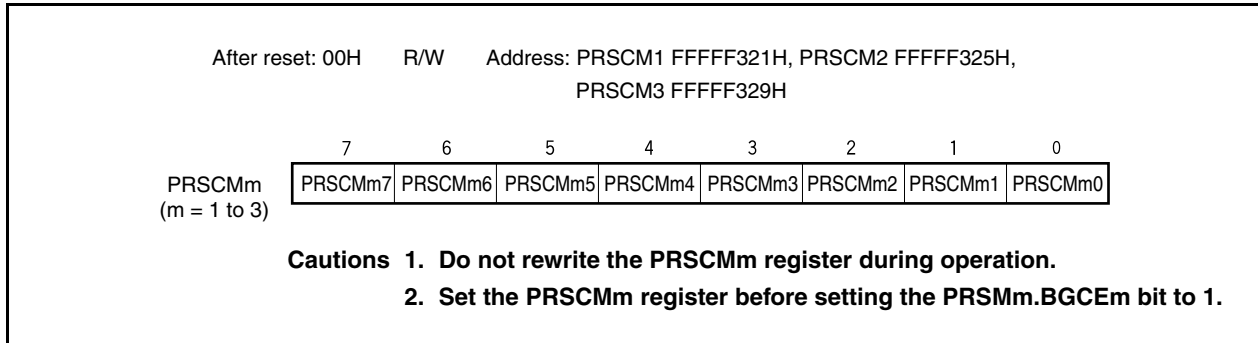 After reset: 00H R/W Address: PRSCM1 FFFFF321H, PRSCM2 FFFFF325H,
PRSCM3 FFFFF329H
7 6 5 4 3 2 1 0
PRSCMm PRSCMm7 PRSCMm6 PRSCMm5 PRSCMm4 PRSCMm3 PRSCMm2 PRSCMm1 PRSCMm0
(m = 1 to 3)
Cautions 1. Do not rewrite the PRSCMm register during operation.
2. Set the PRSCMm register before setting the PRSMm.BGCEm bit to 1.